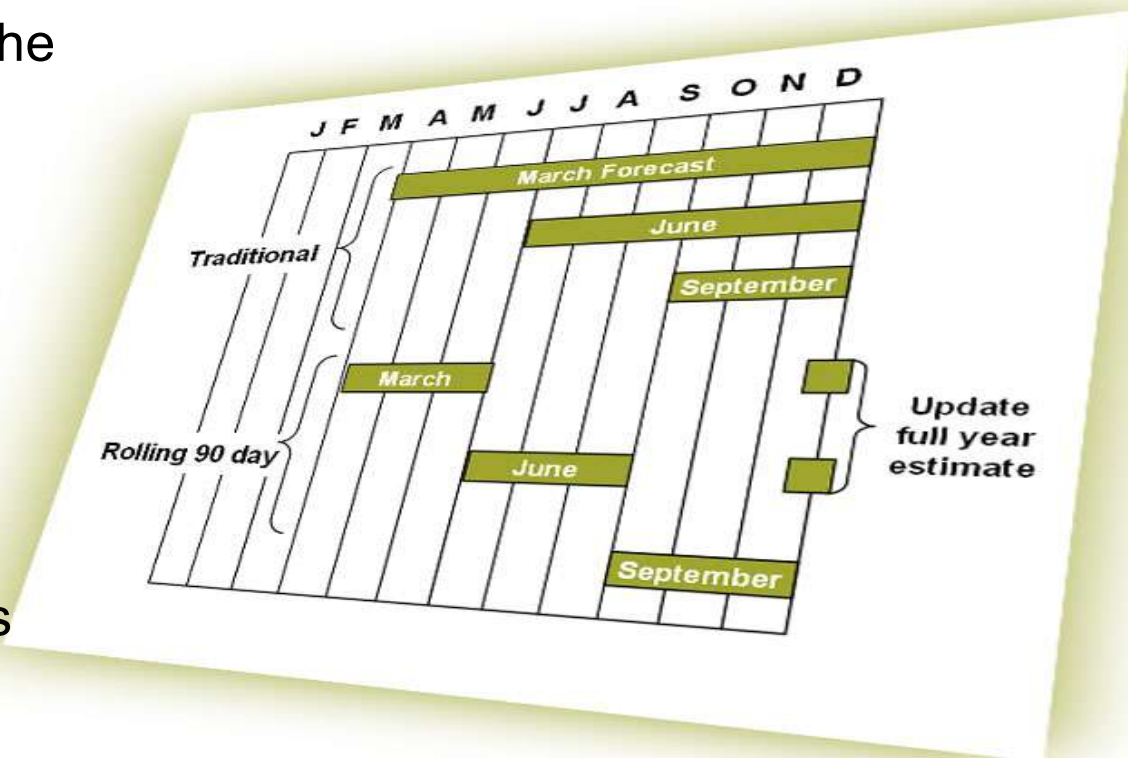 he
J F M A M J J A S O N D
March Forecast
June
Traditional
September
March
Update
full year
estimate
Rolling 90 day
June
September
s